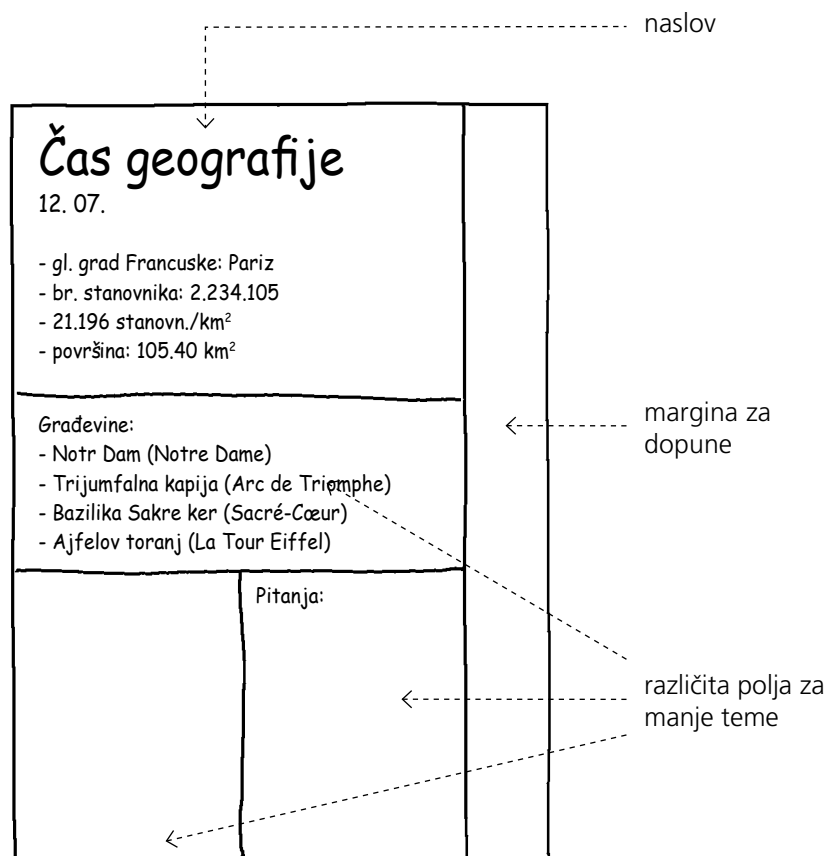 naslov
Čas geografije
12. 07.
- gl. grad Francuske: Pariz
- br. stanovnika: 2.234.105
- 21.196 stanovn./km²
- površina: 105.40 km²
margina za
dopune
Građevine:
- Notr Dam (Notre Dame)
- Trijumfalna kapija (Arc de Triomphe)
- Bazilika Sakre ker (Sacré-Cœur)
- Ajfelov toranj (La Tour Eiffel)
Pitanja:
različita polja za
manje teme